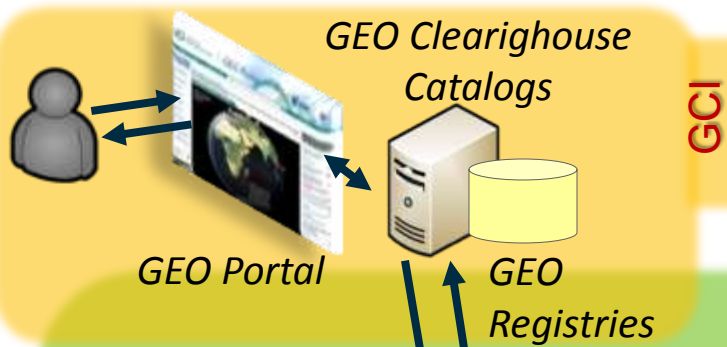 GEO Clearighouse
Catalogs
GCI
GEO Portal
GEO
Registries